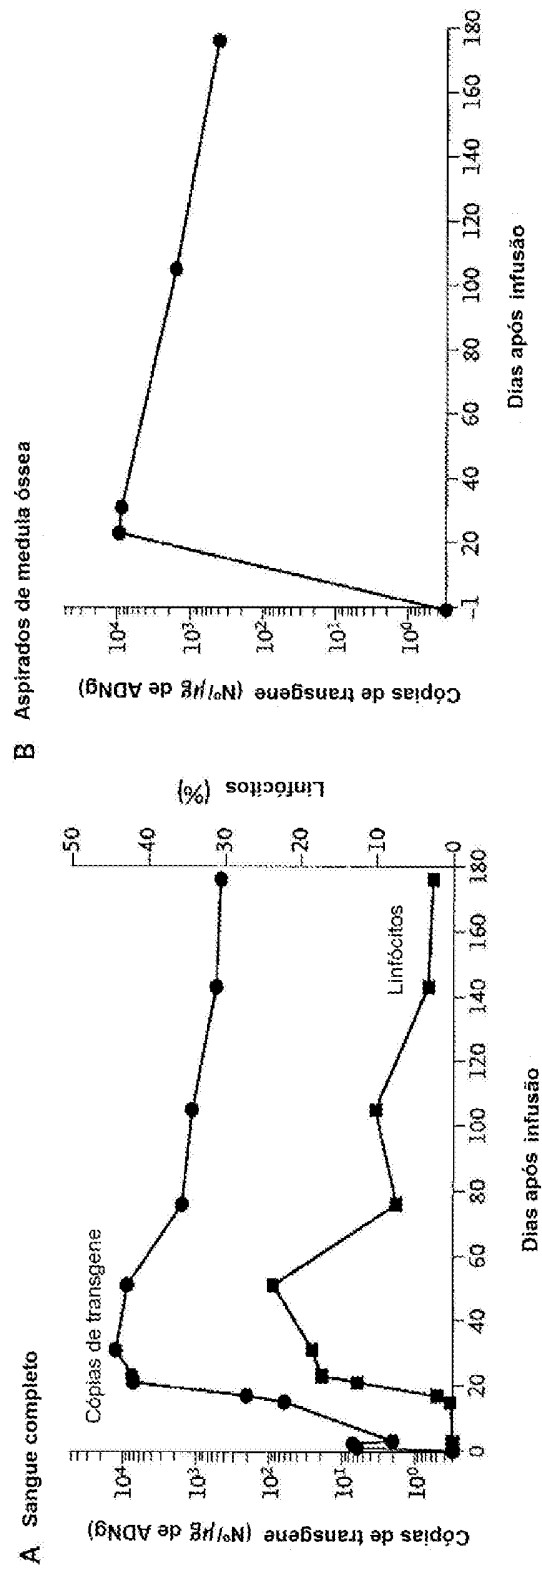 A Sangue completo
Cópias de transgene (Nº/µg de ADNg)
10⁴
10³
10²
10¹
10⁰
Cópias de transgene
Linfócitos
0 20 40 60 80 100 120 140 160 180
Dias após infusão
50
40
30
20
10
0
Linfócitos (%)
B Aspirados de medula óssea
Cópias de transgene (Nº/µg de ADNg)
10⁴
10³
10²
10¹
10⁰
-1 20 40 60 80 100 120 140 160 180
Dias após infusão